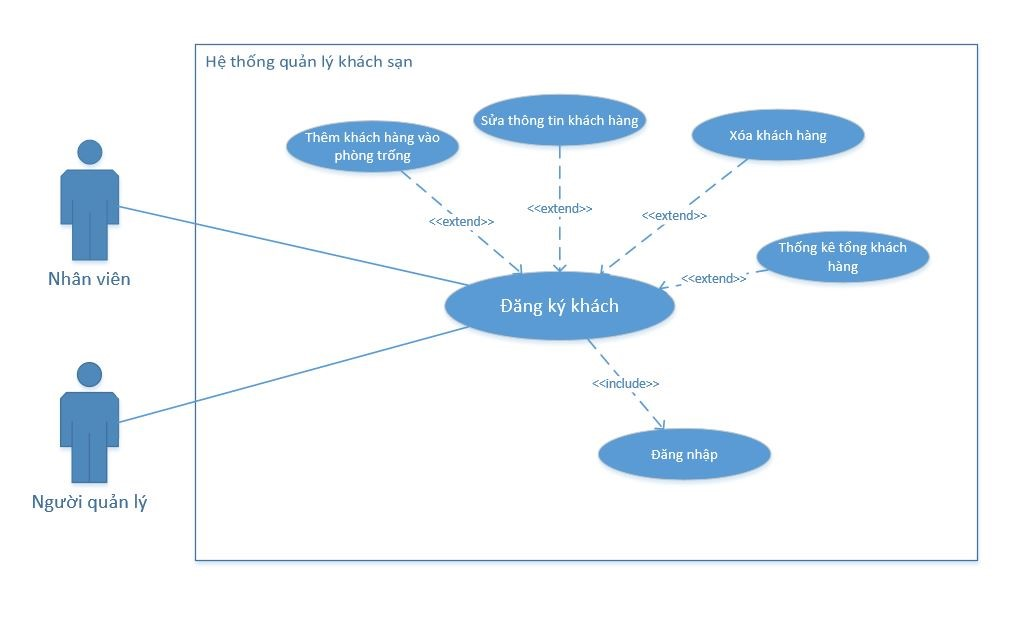 Hệ thống quản lý khách sạn
Thêm khách hàng vào
phòng trống
Sửa thông tin khách hàng
Xóa khách hàng
<<extend>>
<<extend>>
<<extend>>
Thống kê tổng khách
hàng
<<extend>>
Nhân viên
Đăng ký khách
<<include>>
Đăng nhập
Người quản lý